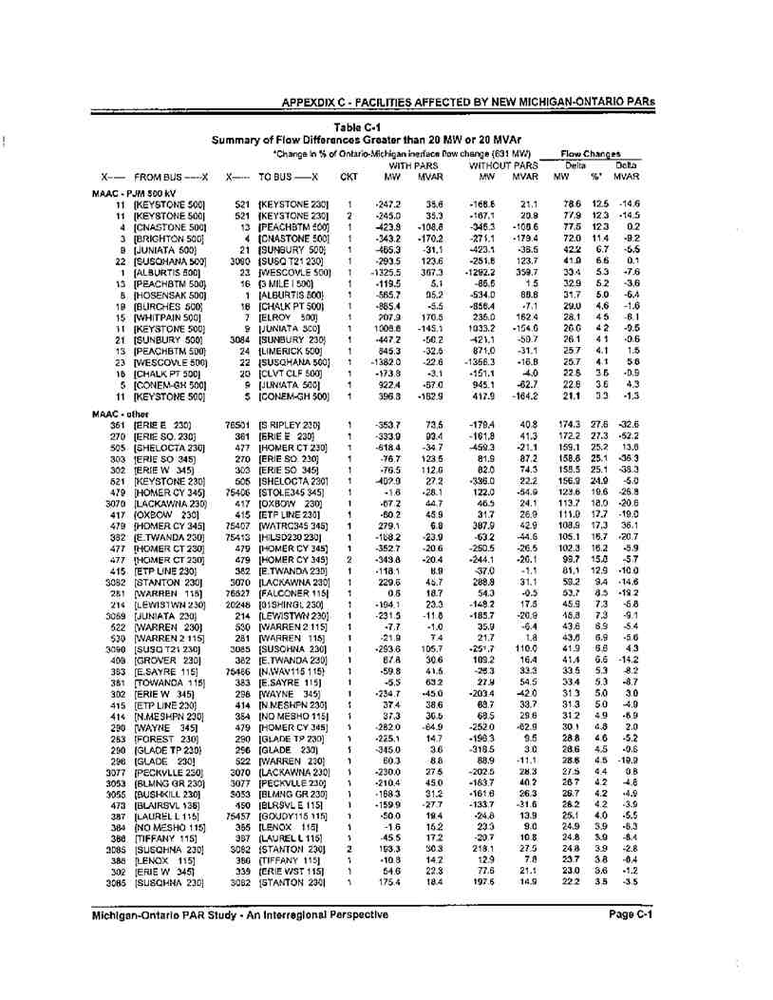 APPEXDIX C - FACILITIES AFFECTED BY NEW MICHIGAN-ONTARIO PARs
Table C-1
Summary of Flow Differences Greater than 20 MW or 20 MVAr
*Change in % of Ontario-Michigan inerface flow change (631 MW) Flow Changes
WITH PARS WITHOUT PARS Delta Delta
X---- FROM BUS -----X X----- TO BUS -----X CKT MW MVAR MW MVAR MW %* MVAR
MAAC - PJM 500 kV
11 [KEYSTONE 500] 521 [KEYSTONE 230] 1 -247.2 35.6 -168.6 21.1 78.6 12.5 -14.6
11 [KEYSTONE 500] 521 [KEYSTONE 230] 2 -245.0 35.3 -167.1 20.9 77.9 12.3 -14.5
4 [CNASTONE 500] 13 [PEACHBTM 500] 1 -423.8 -108.8 -346.3 -108.6 77.5 12.3 0.2
3 [BRIGHTON 500] 4 [CNASTONE 500] 1 -343.2 -170.2 -271.1 -179.4 72.0 11.4 -9.2
9 [JUNIATA 500] 21 [SUNBURY 500] 1 -465.3 -31.1 -423.1 -36.5 42.2 6.7 -5.5
22 [SUSQHANA 500] 3090 [SUSQ T21 230] 1 -293.5 123.6 -251.6 123.7 41.9 6.6 0.1
1 [ALBURTIS 500] 23 [WESCOVLE 500] 1 -1325.5 367.3 -1292.2 359.7 33.4 5.3 -7.6
13 [PEACHBTM 500] 16 [3 MILE I 500] 1 -119.5 5.1 -86.6 1.5 32.9 5.2 -3.6
8 [HOSENSAK 500] 1 [ALBURTIS 500] 1 -565.7 95.2 -534.0 88.8 31.7 5.0 -6.4
19 [BURCHES 500] 18 [CHALK PT 500] 1 -885.4 -5.5 -856.4 -7.1 29.0 4.6 -1.6
15 [WHITPAIN 500] 7 [ELROY 500] 1 207.9 170.5 236.0 162.4 28.1 4.5 -8.1
11 [KEYSTONE 500] 9 [JUNIATA 500] 1 1006.6 -145.1 1033.2 -154.6 26.6 4.2 -9.5
21 [SUNBURY 500] 3084 [SUNBURY 230] 1 -447.2 -50.2 -421.1 -50.7 26.1 4.1 -0.6
13 [PEACHBTM 500] 24 [LIMERICK 500] 1 845.3 -32.5 871.0 -31.1 25.7 4.1 1.5
23 [WESCOVLE 500] 22 [SUSQHANA 500] 1 -1382.0 -22.6 -1356.3 -16.8 25.7 4.1 5.8
18 [CHALK PT 500] 20 [CLVT CLF 500] 1 -173.8 -3.1 -151.1 -4.0 22.8 3.6 -0.9
5 [CONEM-GH 500] 9 [JUNIATA 500] 1 922.4 -67.0 945.1 -62.7 22.8 3.6 4.3
11 [KEYSTONE 500] 5 [CONEM-GH 500] 1 396.8 -162.9 417.9 -164.2 21.1 3.3 -1.3
MAAC - other
361 [ERIE E 230] 76501 [S RIPLEY 230] 1 -353.7 73.5 -179.4 40.8 174.3 27.6 -32.6
270 [ERIE SO. 230] 361 [ERIE E 230] 1 -333.9 93.4 -161.8 41.3 172.2 27.3 -52.2
505 [SHELOCTA 230] 477 [HOMER CT 230] 1 -618.4 -34.7 -459.3 -21.1 159.1 25.2 13.6
303 [ERIE SO 345] 270 [ERIE SO. 230] 1 -76.7 123.5 81.9 87.2 158.6 25.1 -36.3
302 [ERIE W 345] 303 [ERIE SO 345] 1 -76.5 112.6 82.0 74.3 158.5 25.1 -38.3
521 [KEYSTONE 230] 505 [SHELOCTA 230] 1 -492.9 27.2 -336.0 22.2 156.9 24.9 -5.0
479 [HOMER CY 345] 75406 [STOLE345 345] 1 -1.6 -28.1 122.0 -54.9 123.6 19.6 -26.8
3070 [LACKAWNA 230] 417 [OXBOW 230] 1 -67.2 44.7 46.5 24.1 113.7 18.0 -20.6
417 [OXBOW 230] 415 [ETP LINE 230] 1 -80.2 45.9 31.7 26.9 111.9 17.7 -19.0
479 [HOMER CY 345] 75407 [WATRC345 345] 1 279.1 6.8 387.9 42.9 108.9 17.3 36.1
382 [E.TWANDA 230] 75413 [HILSD230 230] 1 -168.2 -23.9 -63.2 -44.6 105.1 16.7 -20.7
477 [HOMER CT 230] 479 [HOMER CY 345] 1 -352.7 -20.6 -250.5 -26.5 102.3 16.2 -5.9
477 [HOMER CT 230] 479 [HOMER CY 345] 2 -343.8 -20.4 -244.1 -26.1 99.7 15.8 -5.7
415 [ETP LINE 230] 382 [E.TWANDA 230] 1 -118.1 8.9 -37.0 -1.1 81.1 12.9 -10.0
3082 [STANTON 230] 3070 [LACKAWNA 230] 1 229.6 45.7 288.8 31.1 59.2 9.4 -14.6
281 [WARREN 115] 76527 [FALCONER 115] 1 0.6 18.7 54.3 -0.5 53.7 8.5 -19.2
214 [LEWISTWN 230] 20248 [01SHINGL 230] 1 -194.1 23.3 -148.2 17.5 45.9 7.3 -5.8
3069 [JUNIATA 230] 214 [LEWISTWN 230] 1 -231.5 -11.8 -185.7 -20.9 45.8 7.3 -9.1
522 [WARREN 230] 530 [WARREN 2 115] 1 -7.7 -1.0 35.9 -6.4 43.6 6.9 -5.4
530 [WARREN 2 115] 281 [WARREN 115] 1 -21.9 7.4 21.7 1.8 43.6 6.9 -5.6
3090 [SUSQ T21 230] 3085 [SUSQHNA 230] 1 -293.6 105.7 -251.7 110.0 41.9 6.6 4.3
409 [GROVER 230] 382 [E.TWANDA 230] 1 67.8 30.6 109.2 16.4 41.4 6.6 -14.2
383 [E.SAYRE 115] 75466 [N.WAV115 115] 1 -59.8 41.5 -26.3 33.3 33.5 5.3 -8.2
381 [TOWANDA 115] 383 [E.SAYRE 115] 1 -5.5 63.2 27.9 54.5 33.4 5.3 -8.7
302 [ERIE W 345] 298 [WAYNE 345] 1 -234.7 -45.0 -203.4 -42.0 31.3 5.0 3.0
415 [ETP LINE 230] 414 [N.MESHPN 230] 1 37.4 38.6 68.7 33.7 31.3 5.0 -4.9
414 [N.MESHPN 230] 384 [NO MESHO 115] 1 37.3 36.5 68.5 29.6 31.2 4.9 -6.9
290 [WAYNE 345] 479 [HOMER CY 345] 1 -282.0 -64.9 -252.0 -62.9 30.1 4.8 2.0
283 [FOREST 230] 290 [GLADE TP 230] 1 -225.1 14.7 -196.3 9.5 28.8 4.6 -5.2
290 [GLADE TP 230] 296 [GLADE 230] 1 -345.0 3.6 -316.5 3.0 28.6 4.5 -0.6
296 [GLADE 230] 522 [WARREN 230] 1 60.3 8.8 88.9 -11.1 28.6 4.5 -19.9
3077 [PECKVLLE 230] 3070 [LACKAWNA 230] 1 -230.0 27.5 -202.5 28.3 27.5 4.4 0.8
3053 [BLMNG GR 230] 3077 [PECKVLLE 230] 1 -210.4 45.0 -183.7 40.2 26.7 4.2 -4.8
3055 [BUSHKILL 230] 3053 [BLMNG GR 230] 1 -188.3 31.2 -161.6 26.3 26.7 4.2 -4.9
473 [BLAIRSVL 138] 450 [BLRSVL E 115] 1 -159.9 -27.7 -133.7 -31.6 26.2 4.2 -3.9
387 [LAUREL L 115] 75457 [GOUDY115 115] 1 -50.0 19.4 -24.8 13.9 25.1 4.0 -5.5
384 [NO MESHO 115] 385 [LENOX 115] 1 -1.6 15.2 23.3 9.0 24.9 3.9 -6.3
386 [TIFFANY 115] 387 [LAUREL L 115] 1 -45.5 17.2 -20.7 10.8 24.8 3.9 -6.4
3085 [SUSQHNA 230] 3082 [STANTON 230] 2 193.3 30.3 218.1 27.5 24.8 3.9 -2.8
385 [LENOX 115] 386 [TIFFANY 115] 1 -10.8 14.2 12.9 7.8 23.7 3.8 -6.4
302 [ERIE W 345] 339 [ERIE WST 115] 1 54.6 22.3 77.6 21.1 23.0 3.6 -1.2
3085 [SUSQHNA 230] 3082 [STANTON 230] 1 175.4 18.4 197.6 14.9 22.2 3.5 -3.5
Michigan-Ontario PAR Study - An Interregional Perspective Page C-1